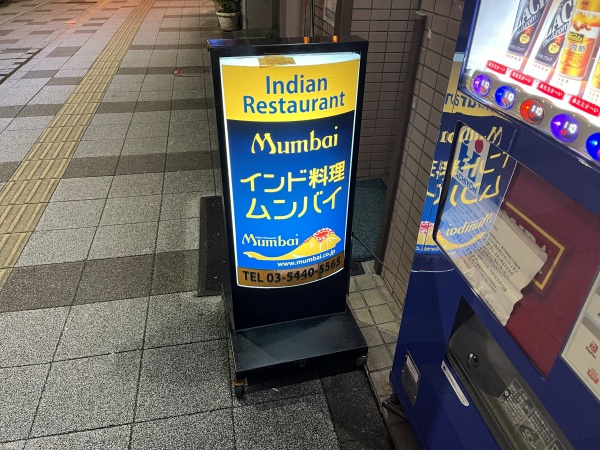 Indian
Restaurant
Mumbai
インド料理
ムンバイ
Mumbai
www.mumbai.co.jp
TEL 03-5440-5565